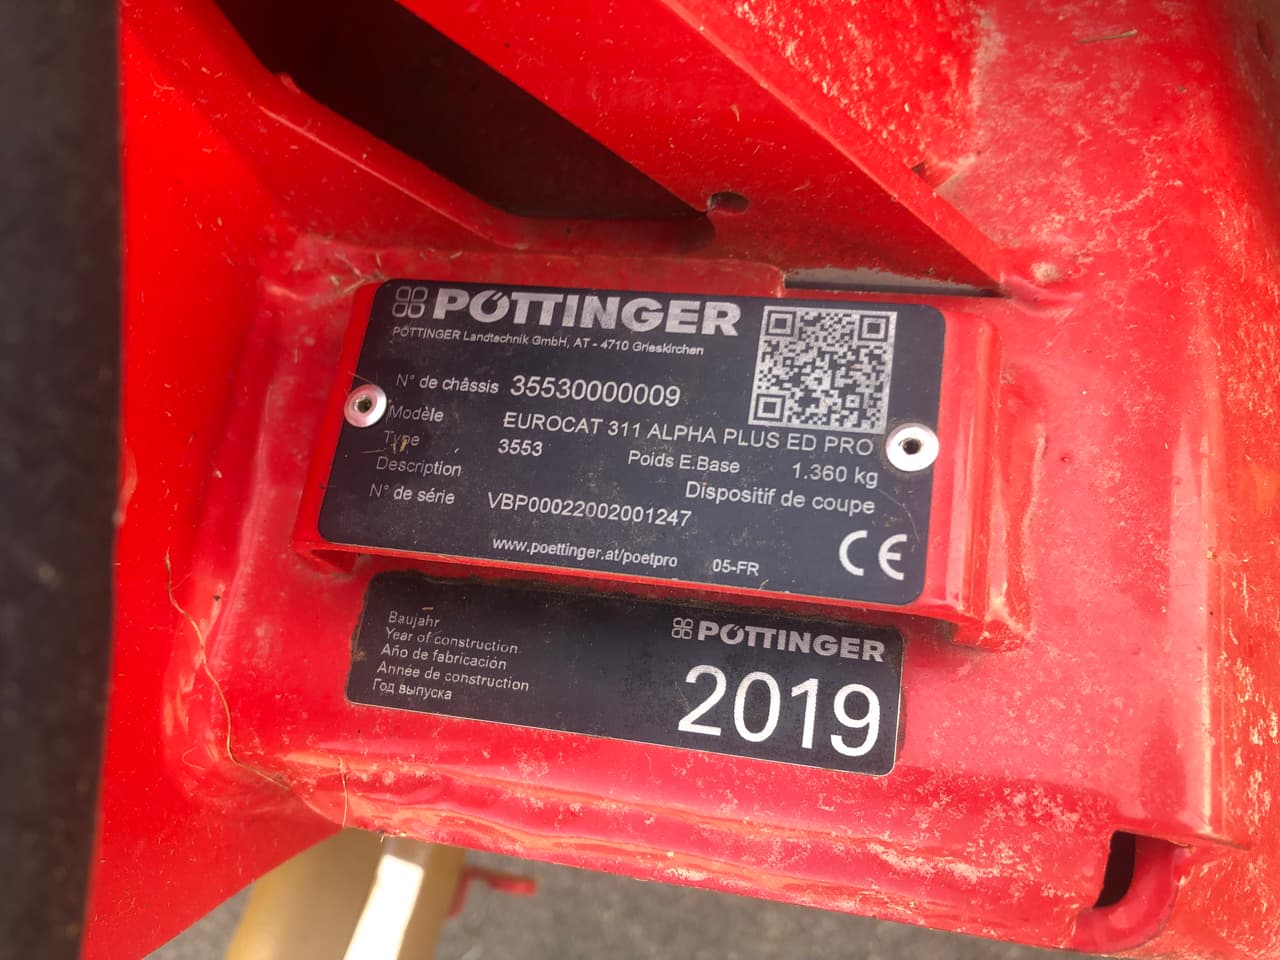 PÖTTINGER
PÖTTINGER Landtechnik GmbH, AT - 4710 Grieskirchen
N° de châssis 35530000009
Modèle EUROCAT 311 ALPHA PLUS ED PRO
Type 3553 Poids E.Base 1.360 kg
Description Dispositif de coupe
N° de série VBP00022002001247
www.poettinger.at/poetpro 05-FR CE
PÖTTINGER
Baujahr
Year of construction
Año de fabricación
Année de construction
Год выпуска
2019